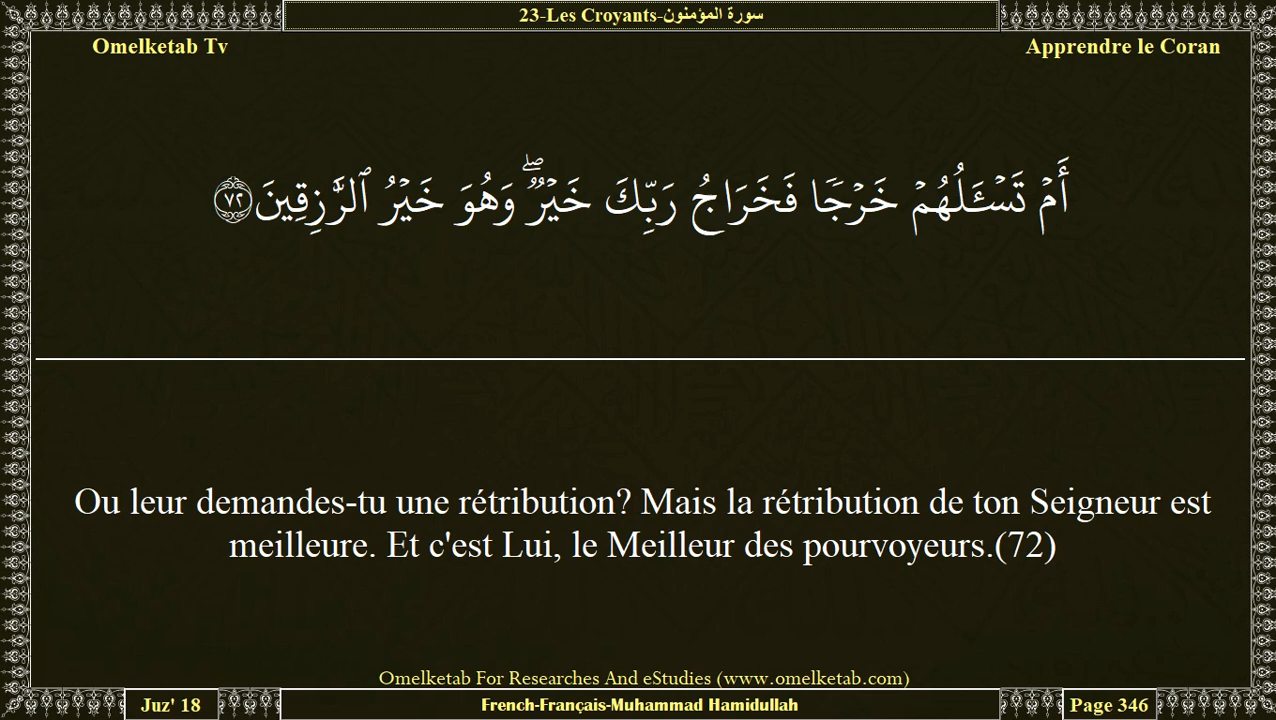 23-Les Croyants-سورة المؤمنون
Omelketab Tv
Apprendre le Coran
أَمْ تَسْـَٔلُهُمْ خَرْجًا فَخَرَاجُ رَبِّكَ خَيْرٌ ۖ وَهُوَ خَيْرُ ٱلرَّٰزِقِينَ ٧٢
Ou leur demandes-tu une rétribution? Mais la rétribution de ton Seigneur est
meilleure. Et c'est Lui, le Meilleur des pourvoyeurs.(72)
Omelketab For Researches And eStudies (www.omelketab.com)
Juz' 18
French-Français-Muhammad Hamidullah
Page 346